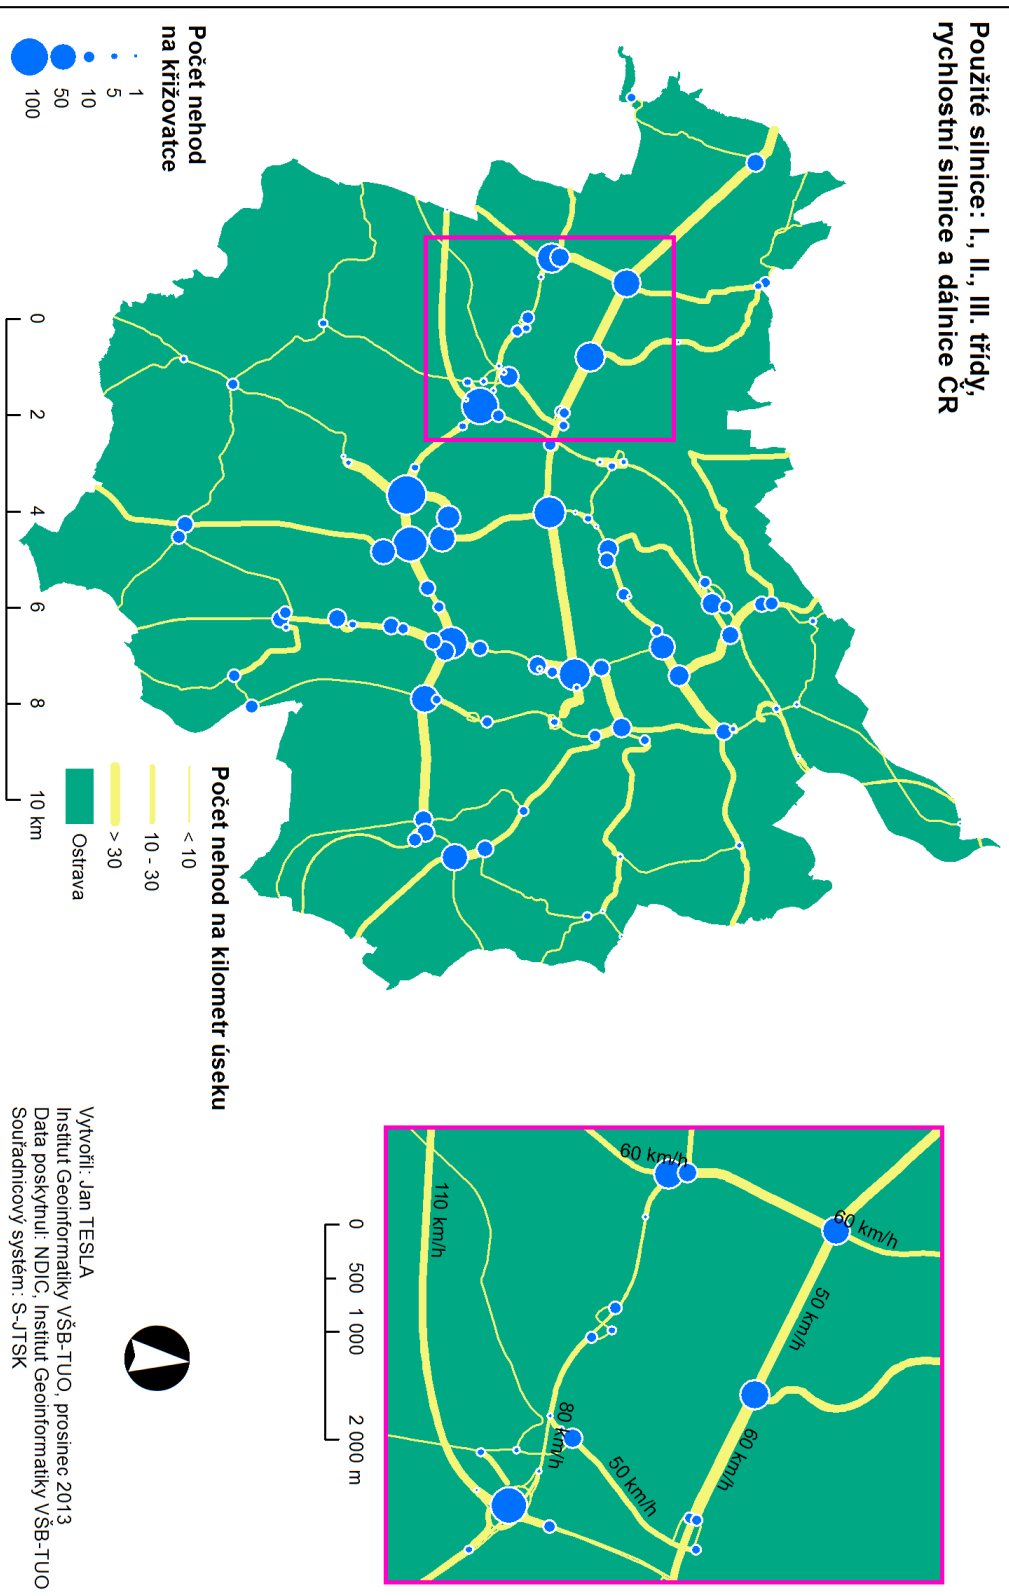 Použité silnice: I., II., III. třídy,
rychlostní silnice a dálnice ČR
Počet nehod
na křižovatce
1
5
10
50
100
0
2
4
6
8
10 km
Počet nehod na kilometr úseku
< 10
10 - 30
> 30
Ostrava
60 km/h
60 km/h
110 km/h
50 km/h
80 km/h
60 km/h
50 km/h
0
500
1 000
2 000 m
Vytvořil: Jan TESLA
Institut Geoinformatiky VŠB-TUO, prosinec 2013
Data poskytnul: NDIC, Institut Geoinformatiky VŠB-TUO
Souřadnicový systém: S-JTSK